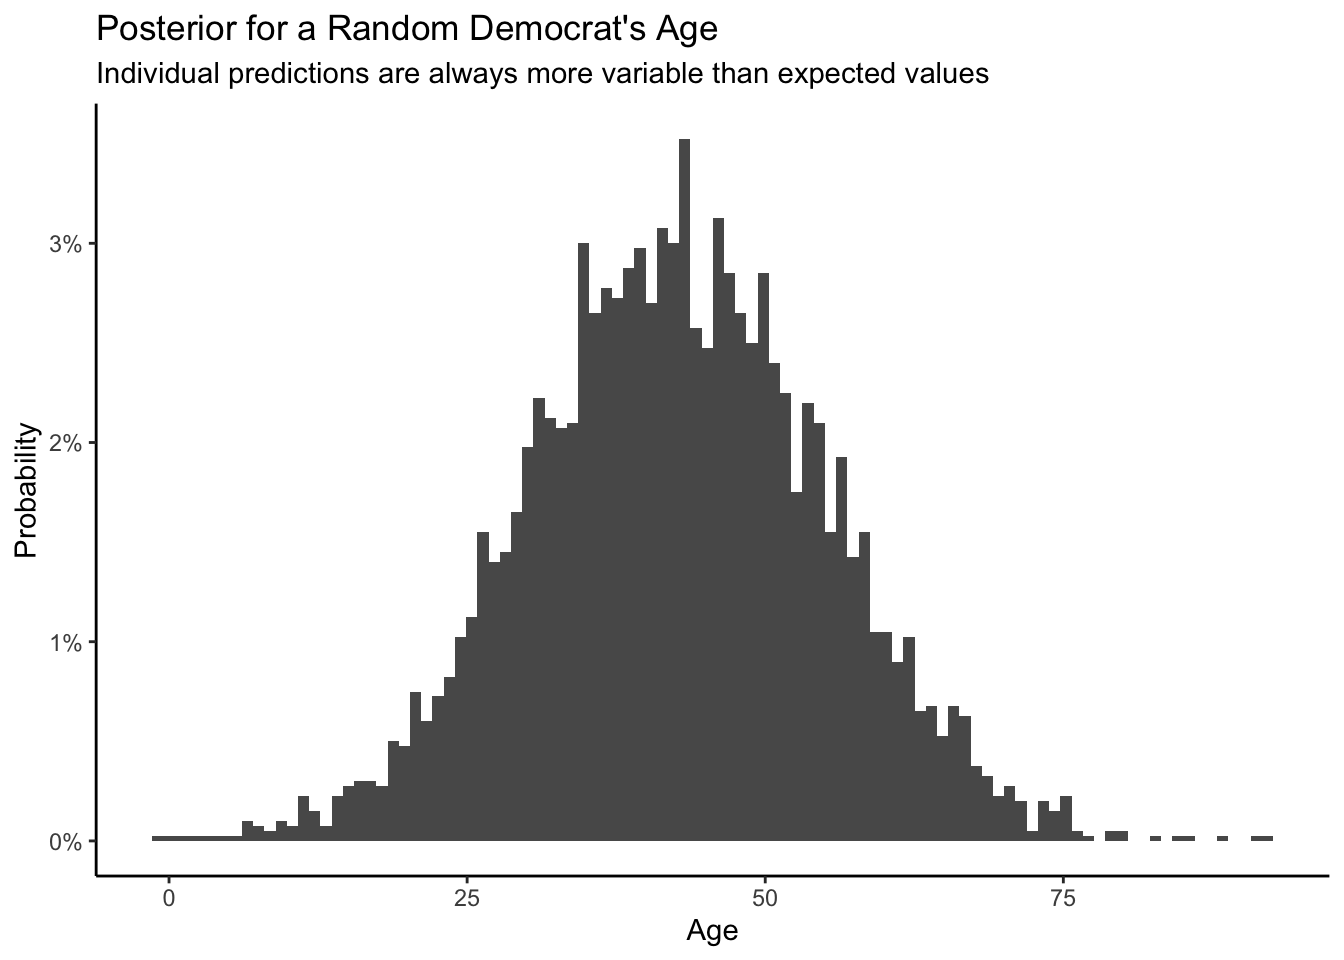 Posterior for a Random Democrat's Age
Individual predictions are always more variable than expected values
3%
2%
1%
0%
Probability
0 25 50 75
Age